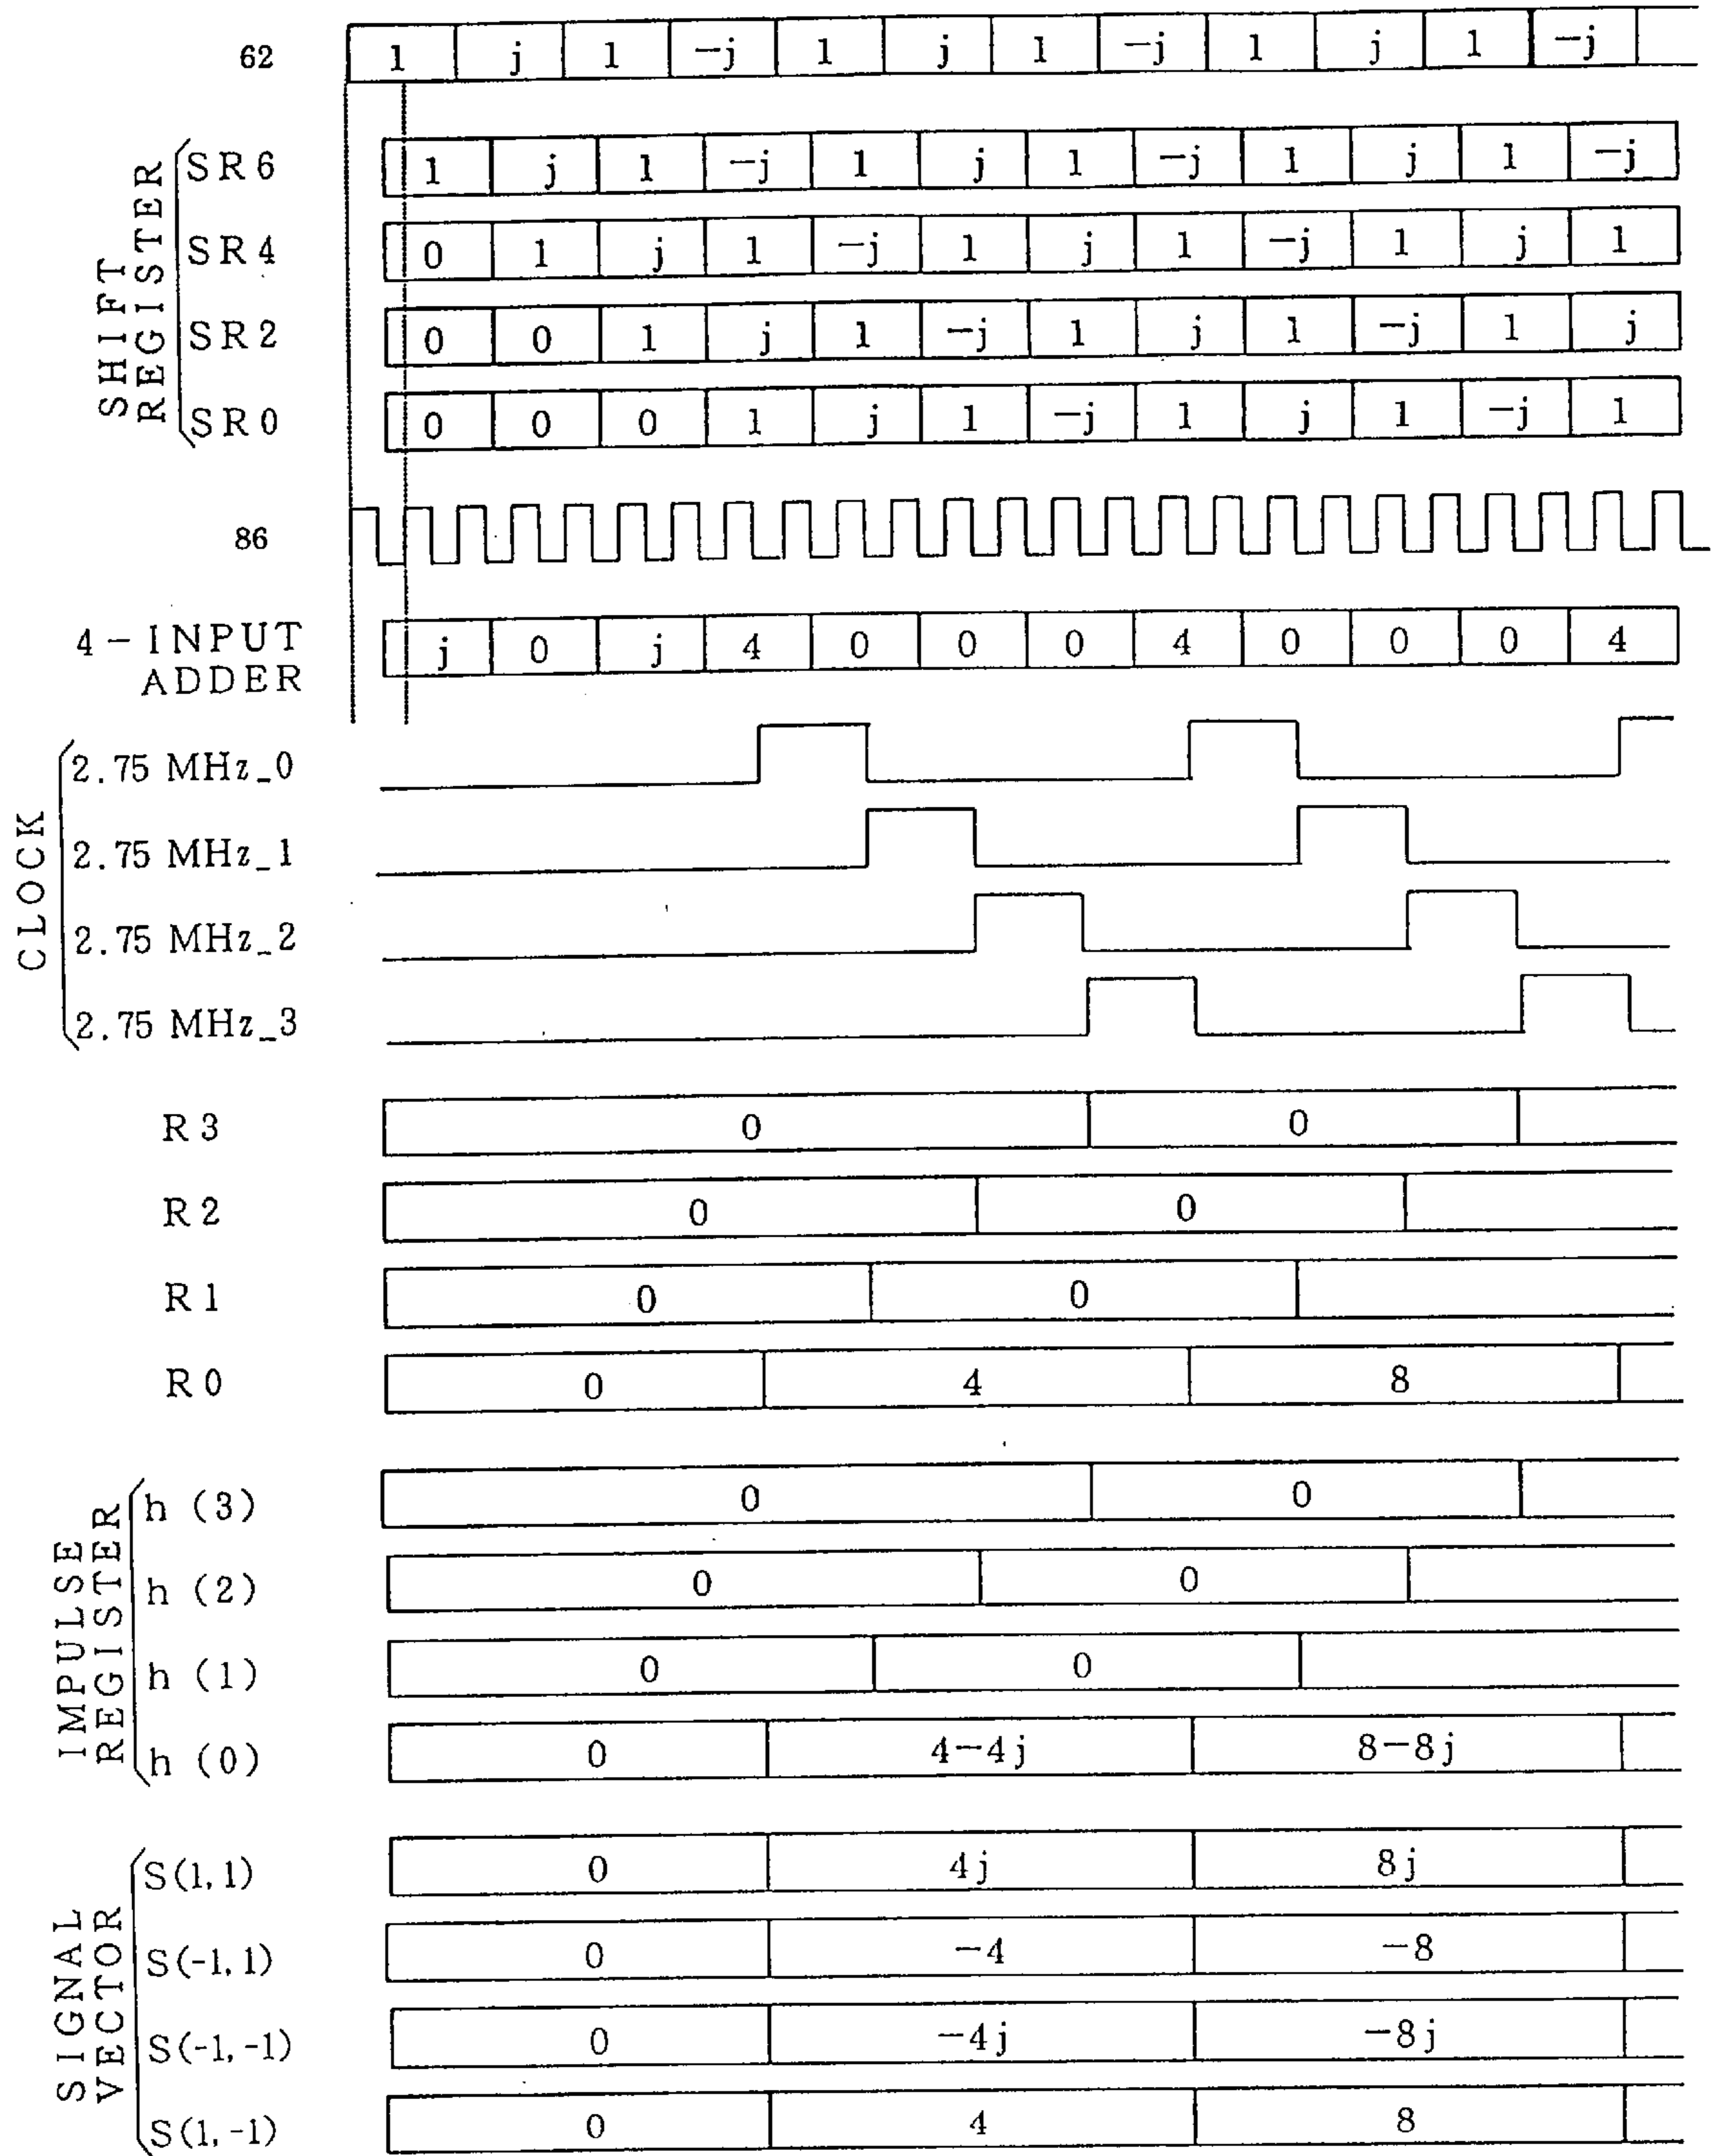 62 1 j 1 −j 1 j 1 −j 1 j 1 −j
SHIFT REGISTER
SR6 1 j 1 −j 1 j 1 −j 1 j 1 −j
SR4 0 1 j 1 −j 1 j 1 −j 1 j 1
SR2 0 0 1 j 1 −j 1 j 1 −j 1 j
SR0 0 0 0 1 j 1 −j 1 j 1 −j 1
86
4-INPUT ADDER j 0 j 4 0 0 0 4 0 0 0 4
CLOCK
2.75 MHz_0
2.75 MHz_1
2.75 MHz_2
2.75 MHz_3
R3 0 0
R2 0 0
R1 0 0
R0 0 4 8
IMPULSE REGISTER
h (3) 0 0
h (2) 0 0
h (1) 0 0
h (0) 0 4−4j 8−8j
SIGNAL VECTOR
S(1,1) 0 4j 8j
S(-1,1) 0 −4 −8
S(-1,-1) 0 −4j −8j
S(1,-1) 0 4 8